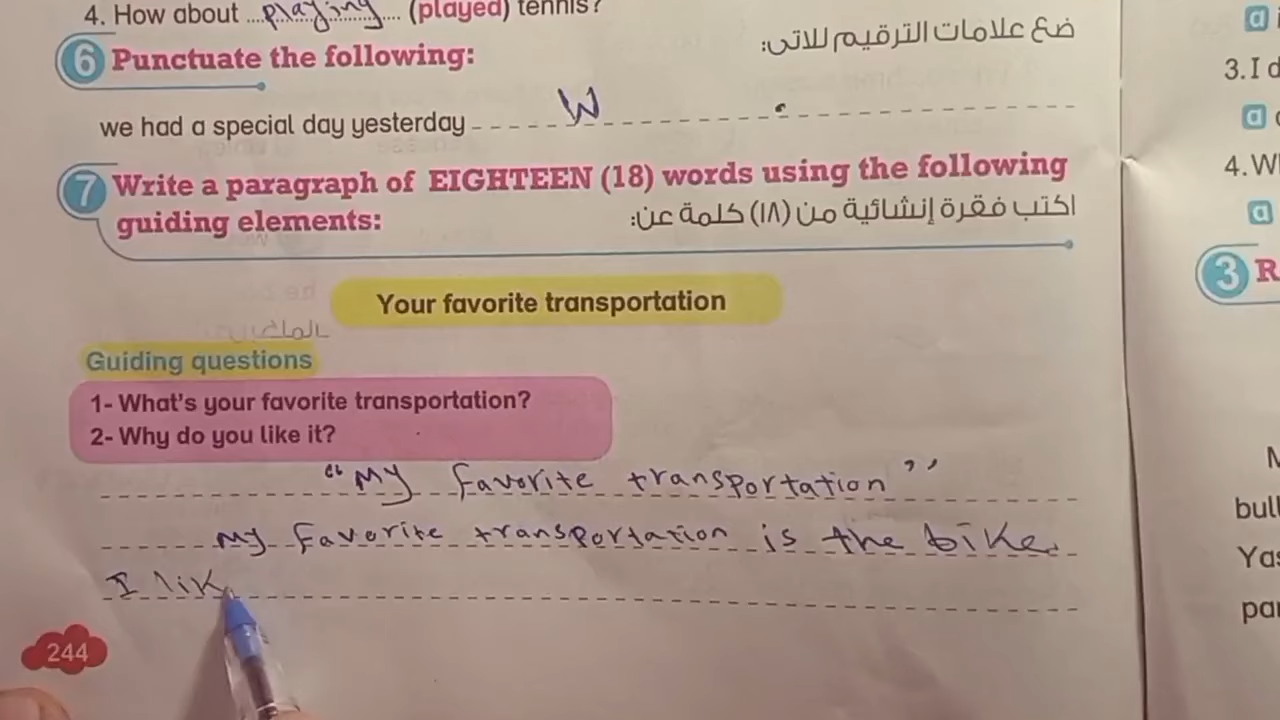 4. How about ....playing.... (played) tennis?
6 Punctuate the following:
ضع علامات الترقيم للاتى:
we had a special day yesterday W .
7 Write a paragraph of EIGHTEEN (18) words using the following
guiding elements:
اكتب فقرة إنشائية من (١٨) كلمة عن:
Your favorite transportation
Guiding questions
1- What's your favorite transportation?
2- Why do you like it?
"My favorite transportation"
My favorite transportation is the bike.
I lik
244
a
3. I d
a
4. W
a
3 R
bull
Yas